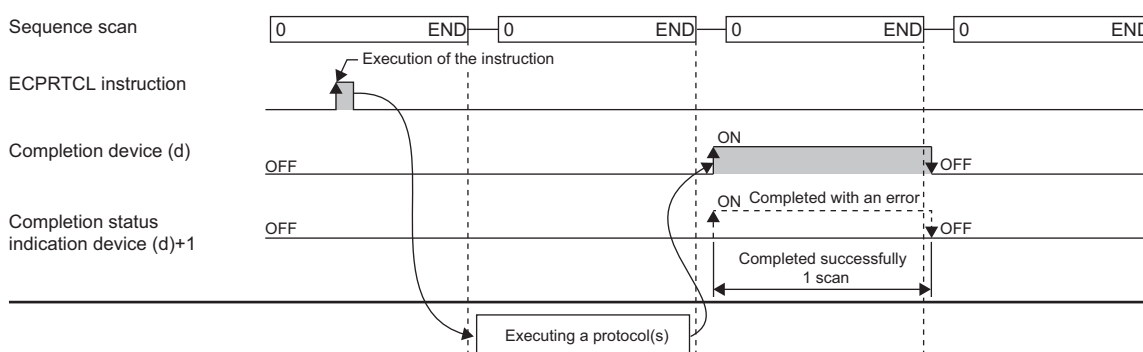 Sequence scan
0 END 0 END 0 END 0 END
Execution of the instruction
ECPRTCL instruction
ON
Completion device (d)
OFF OFF
ON Completed with an error
Completion status
indication device (d)+1
OFF OFF
Completed successfully
1 scan
Executing a protocol(s)